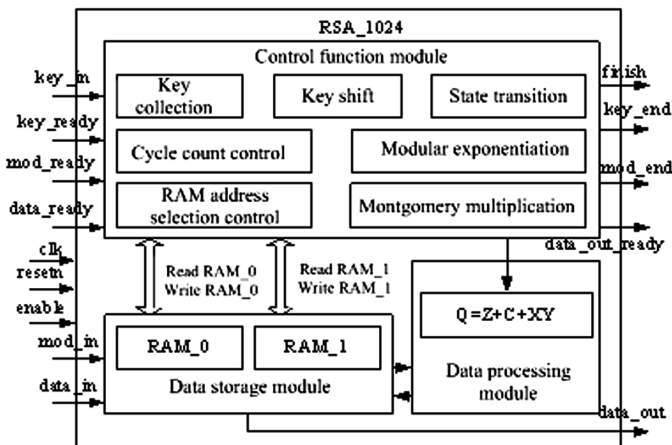 RSA_1024
Control function module
key_in
finish
Key collection
Key shift
State transition
key_end
key_ready
Cycle count control
Modular exponentiation
mod_ready
mod_end
RAM address selection control
Montgomery multiplication
data_ready
data_out_ready
clk
resetn
enable
Read RAM_0
Write RAM_0
Read RAM_1
Write RAM_1
Q=Z+C+XY
mod_in
RAM_0
RAM_1
Data processing module
data_in
Data storage module
data_out